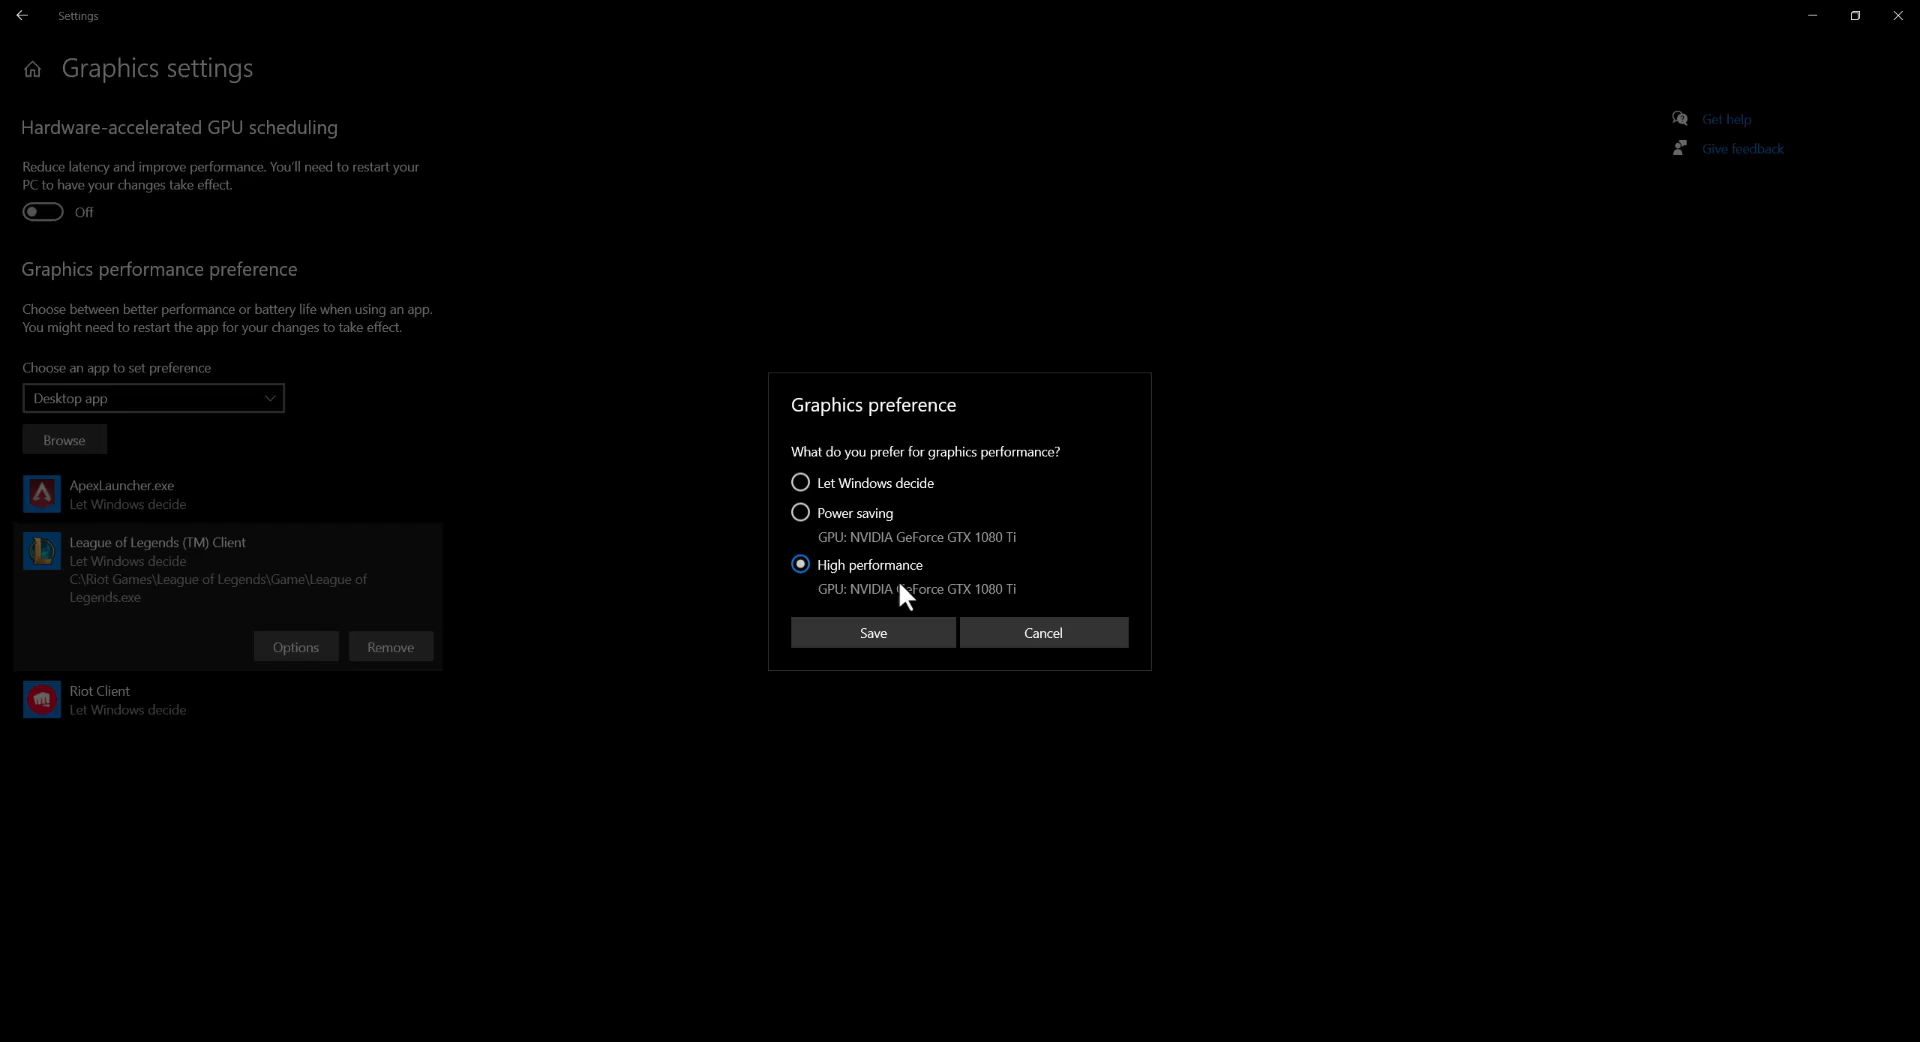 Settings
Graphics settings
Hardware-accelerated GPU scheduling
Reduce latency and improve performance. You'll need to restart your
PC to have your changes take effect.
Off
Graphics performance preference
Choose between better performance or battery life when using an app.
You might need to restart the app for your changes to take effect.
Choose an app to set preference
Desktop app
Browse
ApexLauncher.exe
Let Windows decide
League of Legends (TM) Client
Let Windows decide
C:\Riot Games\League of Legends\Game\League of
Legends.exe
Options
Remove
Riot Client
Let Windows decide
Get help
Give feedback
Graphics preference
What do you prefer for graphics performance?
Let Windows decide
Power saving
GPU: NVIDIA GeForce GTX 1080 Ti
High performance
GPU: NVIDIA GeForce GTX 1080 Ti
Save
Cancel